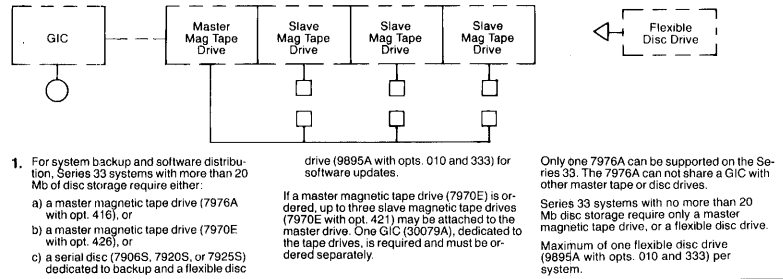 GIC
Master
Mag Tape
Drive
Slave
Mag Tape
Drive
Slave
Mag Tape
Drive
Slave
Mag Tape
Drive
Flexible
Disc Drive
1. For system backup and software distribu-
tion, Series 33 systems with more than 20
Mb of disc storage require either:
a) a master magnetic tape drive (7976A
with opt. 416), or
b) a master magnetic tape drive (7970E
with opt. 426), or
c) a serial disc (7906S, 7920S, or 7925S)
dedicated to backup and a flexible disc
drive (9895A with opts. 010 and 333) for
software updates.
If a master magnetic tape drive (7970E) is or-
dered, up to three slave magnetic tape drives
(7970E with opt. 421) may be attached to the
master drive. One GIC (30079A), dedicated to
the tape drives, is required and must be or-
dered separately.
Only one 7976A can be supported on the Se-
ries 33. The 7976A can not share a GIC with
other master tape or disc drives.
Series 33 systems with no more than 20
Mb disc storage require only a master
magnetic tape drive, or a flexible disc drive.
Maximum of one flexible disc drive
(9895A with opts. 010 and 333) per
system.